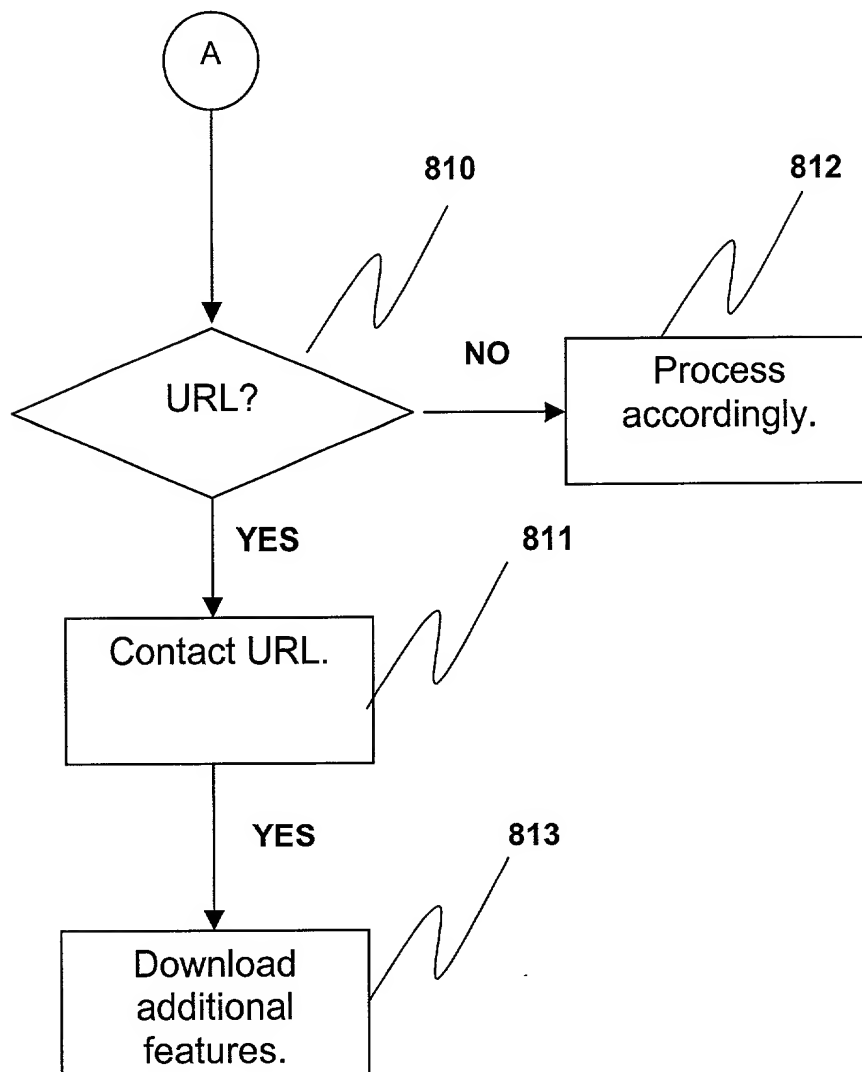 A
810
812
URL?
NO
Process
accordingly.
YES
811
Contact URL.
YES
813
Download
additional
features.